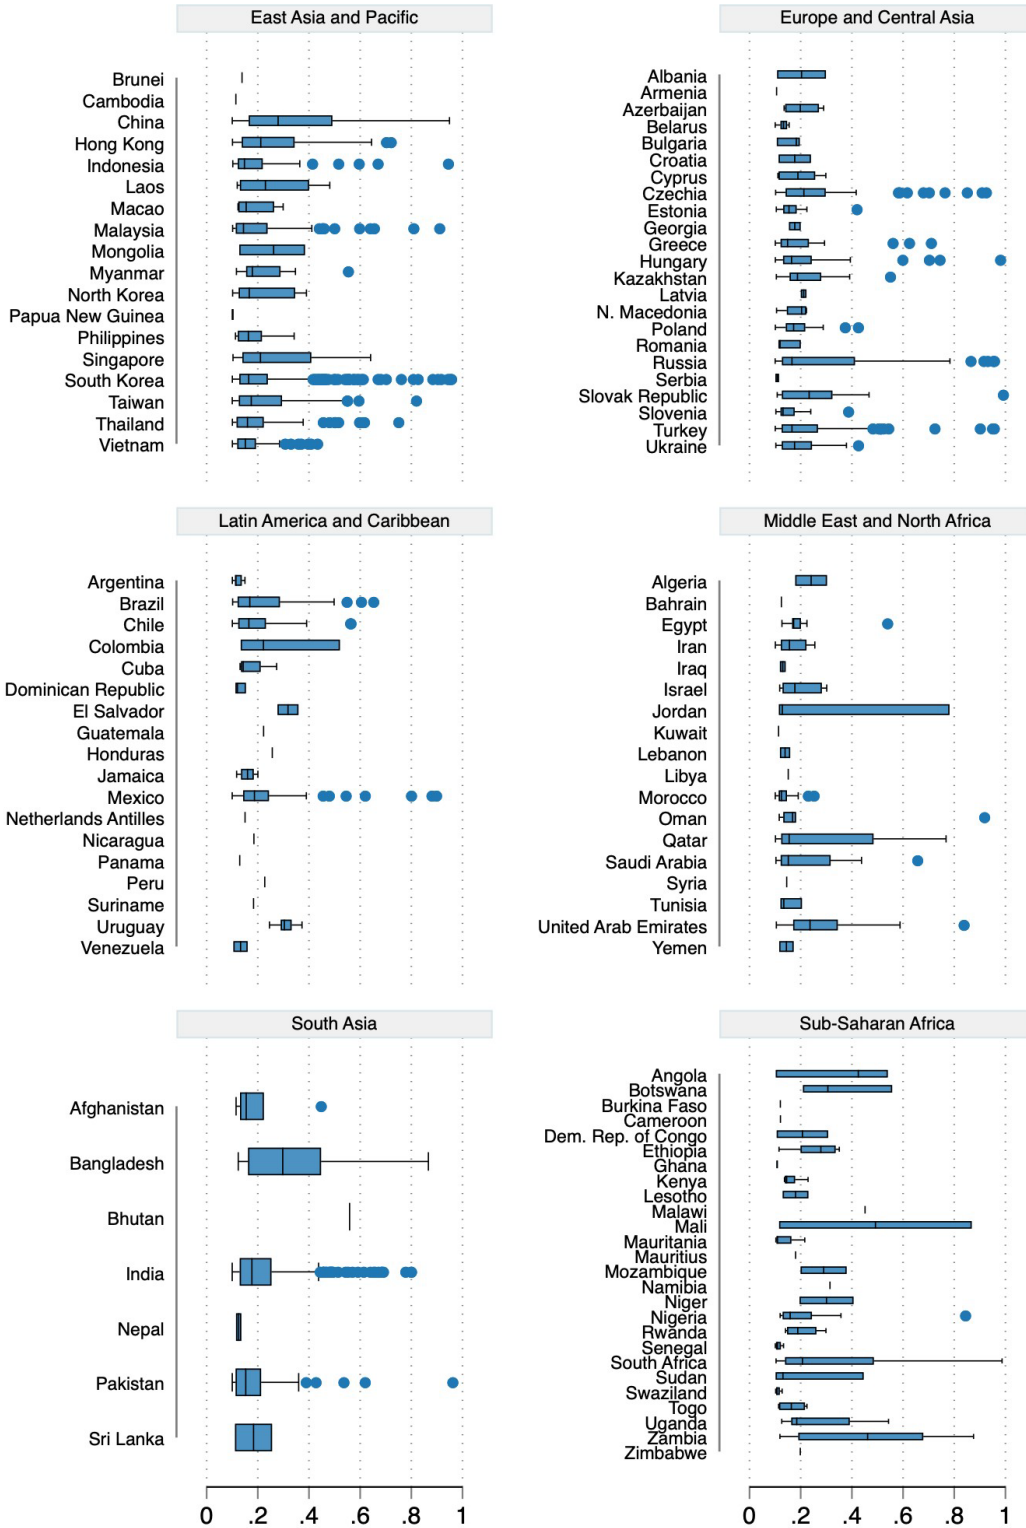 East Asia and Pacific
Brunei
Cambodia
China
Hong Kong
Indonesia
Laos
Macao
Malaysia
Mongolia
Myanmar
North Korea
Papua New Guinea
Philippines
Singapore
South Korea
Taiwan
Thailand
Vietnam
Europe and Central Asia
Albania
Armenia
Azerbaijan
Belarus
Bulgaria
Croatia
Cyprus
Czechia
Estonia
Georgia
Greece
Hungary
Kazakhstan
Latvia
N. Macedonia
Poland
Romania
Russia
Serbia
Slovak Republic
Slovenia
Turkey
Ukraine
Latin America and Caribbean
Argentina
Brazil
Chile
Colombia
Cuba
Dominican Republic
El Salvador
Guatemala
Honduras
Jamaica
Mexico
Netherlands Antilles
Nicaragua
Panama
Peru
Suriname
Uruguay
Venezuela
Middle East and North Africa
Algeria
Bahrain
Egypt
Iran
Iraq
Israel
Jordan
Kuwait
Lebanon
Libya
Morocco
Oman
Qatar
Saudi Arabia
Syria
Tunisia
United Arab Emirates
Yemen
South Asia
Afghanistan
Bangladesh
Bhutan
India
Nepal
Pakistan
Sri Lanka
0 .2 .4 .6 .8 1
Sub-Saharan Africa
Angola
Botswana
Burkina Faso
Cameroon
Dem. Rep. of Congo
Ethiopia
Ghana
Kenya
Lesotho
Malawi
Mali
Mauritania
Mauritius
Mozambique
Namibia
Niger
Nigeria
Rwanda
Senegal
South Africa
Sudan
Swaziland
Togo
Uganda
Zambia
Zimbabwe
0 .2 .4 .6 .8 1